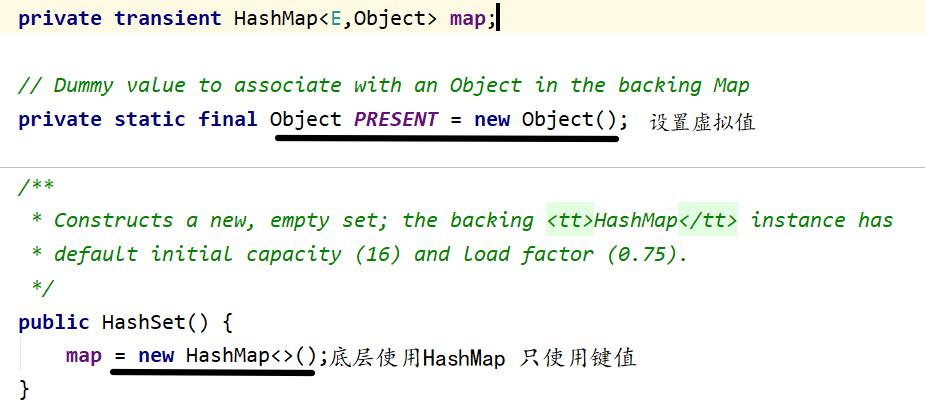 private transient HashMap<E,Object> map;
// Dummy value to associate with an Object in the backing Map
private static final Object PRESENT = new Object(); 设置虚拟值
/**
* Constructs a new, empty set; the backing <tt>HashMap</tt> instance has
* default initial capacity (16) and load factor (0.75).
*/
public HashSet() {
map = new HashMap<>();底层使用HashMap 只使用键值
}